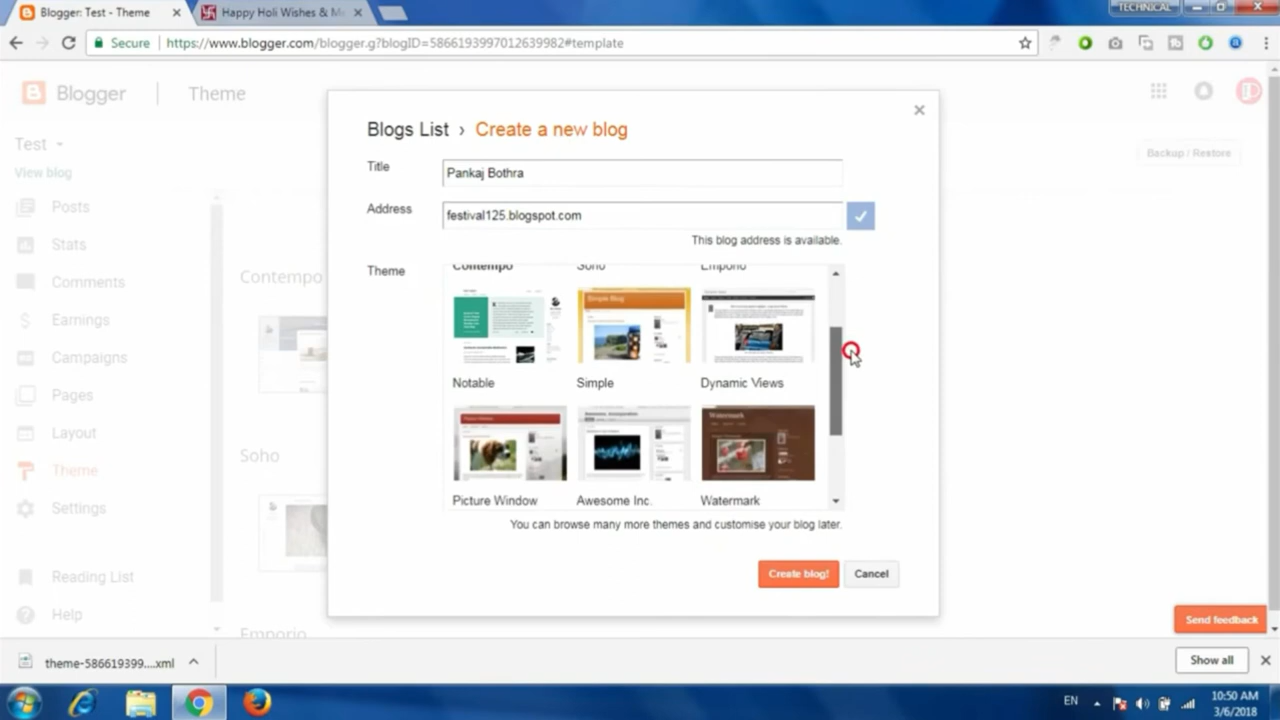 Blogger: Test - Theme
Happy Holi Wishes & M
TECHNICAL
Secure
https://www.blogger.com/blogger.g?blogID=5866193997012639982#template
Blogger
Theme
Test
View blog
Posts
Stats
Comments
Earnings
Campaigns
Pages
Layout
Theme
Settings
Reading List
Help
Backup / Restore
Contempo
Soho
Emporio
Blogs List › Create a new blog
Title
Pankaj Bothra
Address
festival125.blogspot.com
This blog address is available.
Theme
Contempo
Soho
Emporio
Simple Blog
Notable
Simple
Dynamic Views
Watermark
Picture Window
Awesome Inc.
Watermark
You can browse many more themes and customise your blog later.
Create blog!
Cancel
Send feedback
theme-586619399....xml
Show all
EN
10:50 AM
3/6/2018